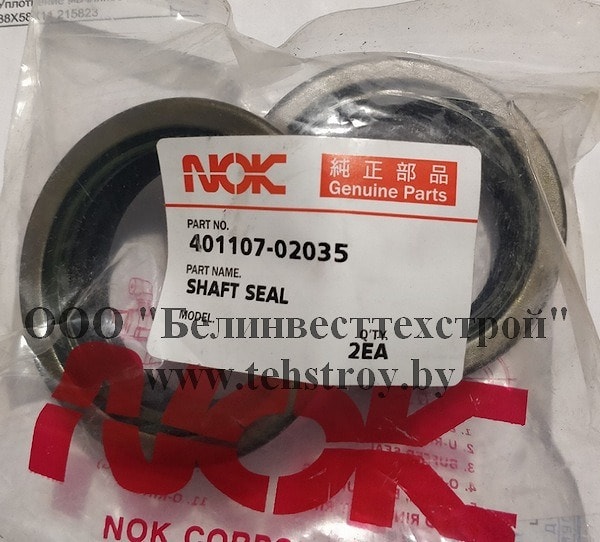 38X58
215823
NOK
純正部品
Genuine Parts
PART NO.
401107-02035
PART NAME.
SHAFT SEAL
MODEL.
Q'TY.
2EA
ООО "Белинвесттехстрой"
www.tehstroy.by
NOK
NOK CORPO